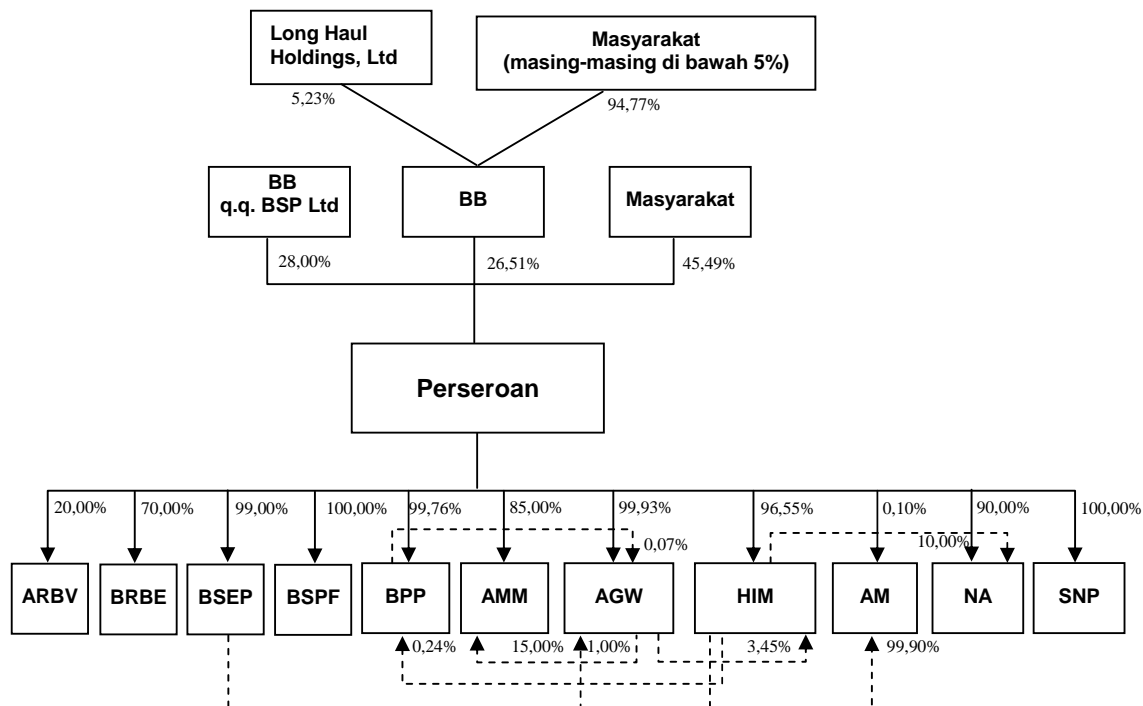 Long Haul
Holdings, Ltd
Masyarakat
(masing-masing di bawah 5%)
5,23%
94,77%
BB
q.q. BSP Ltd
BB
Masyarakat
28,00%
26,51%
45,49%
Perseroan
20,00%
70,00%
99,00%
100,00%
99,76%
85,00%
99,93%
96,55%
0,10%
90,00%
100,00%
0,07%
10,00%
ARBV
BRBE
BSEP
BSPF
BPP
AMM
AGW
HIM
AM
NA
SNP
0,24%
15,00%
1,00%
3,45%
99,90%